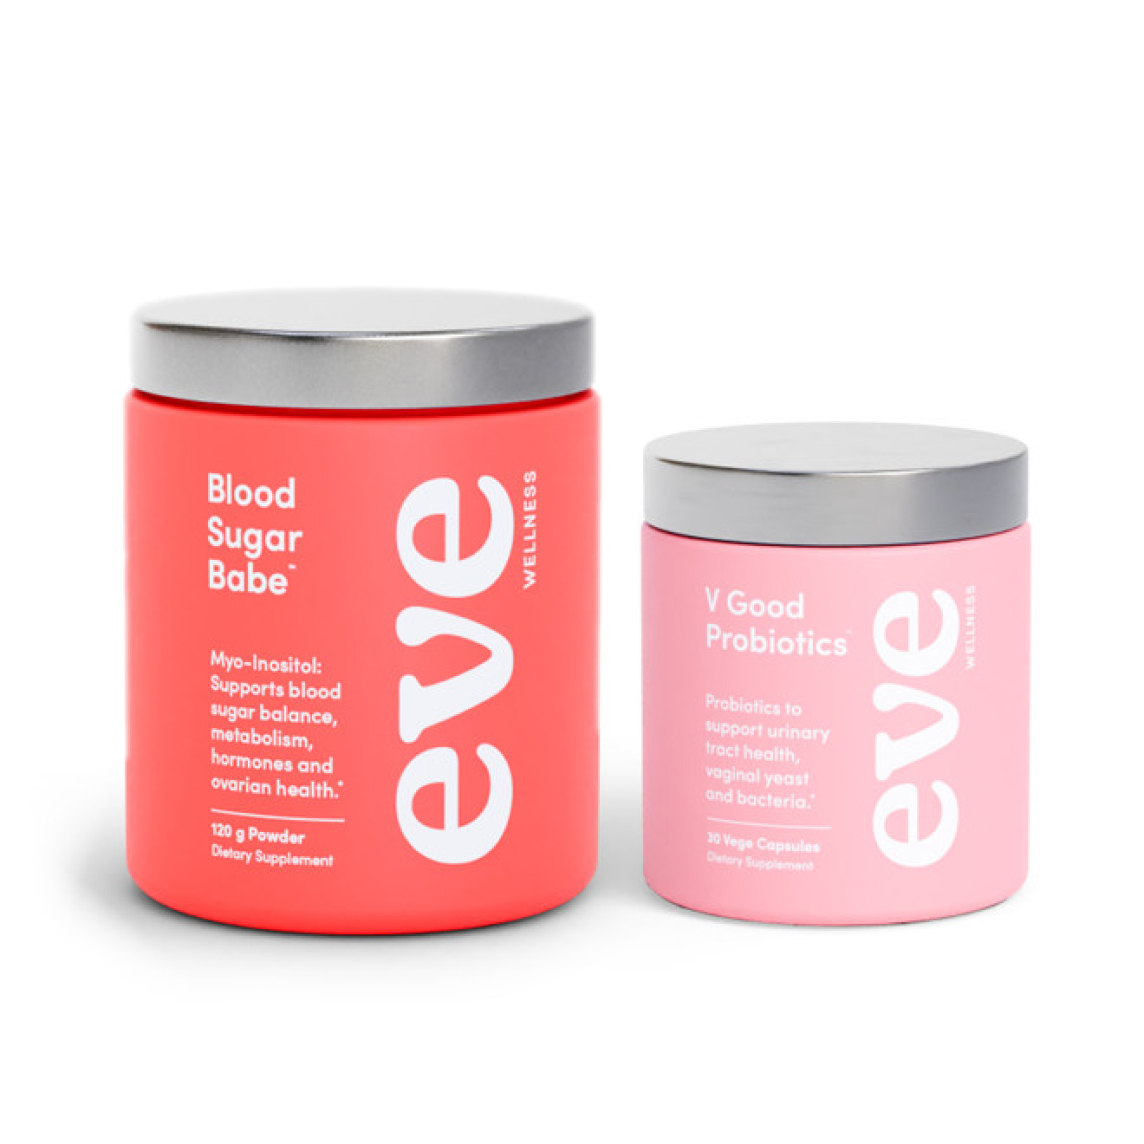 Blood
Sugar
Babe™
Myo-Inositol:
Supports blood
sugar balance,
metabolism,
hormones and
ovarian health.*
120 g Powder
Dietary Supplement
eve
WELLNESS
V Good
Probiotics™
Probiotics to
support urinary
tract health,
vaginal yeast
and bacteria.*
30 Vege Capsules
Dietary Supplement
eve
WELLNESS